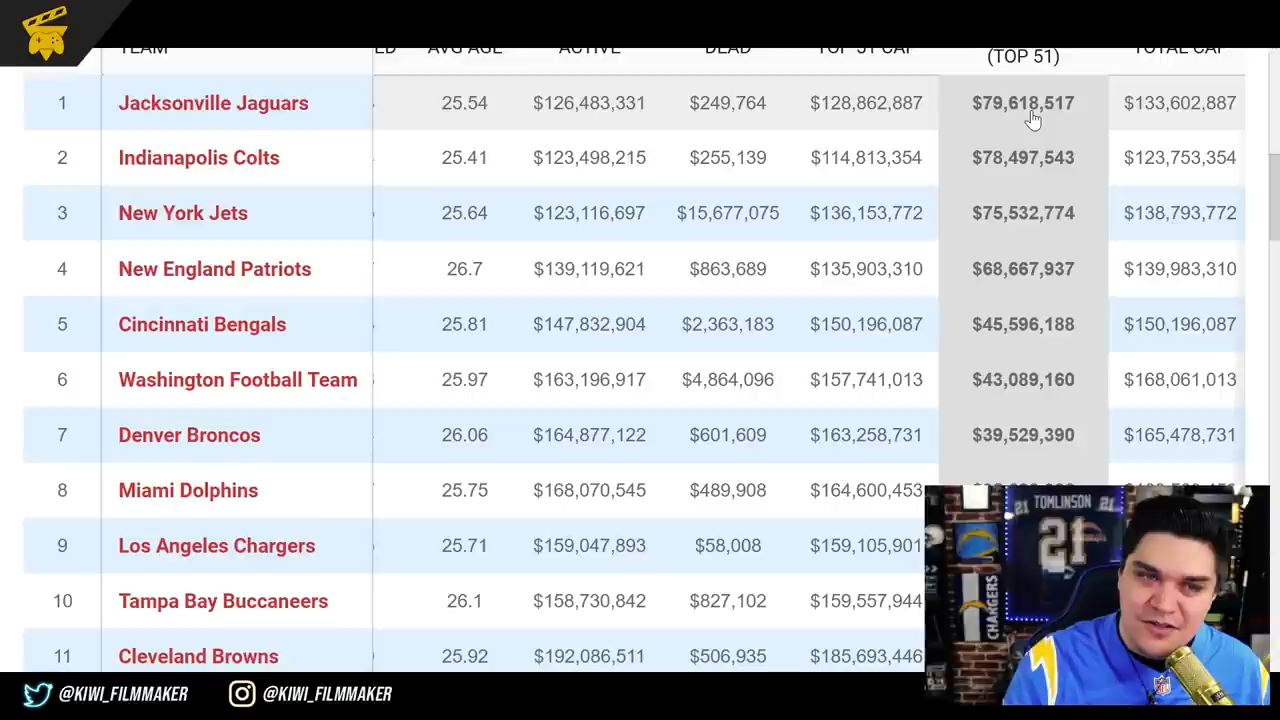 TEAM AVG AGE ACTIVE DEAD TOP 51 CAP (TOP 51) TOTAL CAP
1 Jacksonville Jaguars 25.54 $126,483,331 $249,764 $128,862,887 $79,618,517 $133,602,887
2 Indianapolis Colts 25.41 $123,498,215 $255,139 $114,813,354 $78,497,543 $123,753,354
3 New York Jets 25.64 $123,116,697 $15,677,075 $136,153,772 $75,532,774 $138,793,772
4 New England Patriots 26.7 $139,119,621 $863,689 $135,903,310 $68,667,937 $139,983,310
5 Cincinnati Bengals 25.81 $147,832,904 $2,363,183 $150,196,087 $45,596,188 $150,196,087
6 Washington Football Team 25.97 $163,196,917 $4,864,096 $157,741,013 $43,089,160 $168,061,013
7 Denver Broncos 26.06 $164,877,122 $601,609 $163,258,731 $39,529,390 $165,478,731
8 Miami Dolphins 25.75 $168,070,545 $489,908 $164,600,453
9 Los Angeles Chargers 25.71 $159,047,893 $58,008 $159,105,901
10 Tampa Bay Buccaneers 26.1 $158,730,842 $827,102 $159,557,944
11 Cleveland Browns 25.92 $192,086,511 $506,935 $185,693,446
21 TOMLINSON 21
21
CHARGERS
@KIWI_FILMMAKER @KIWI_FILMMAKER